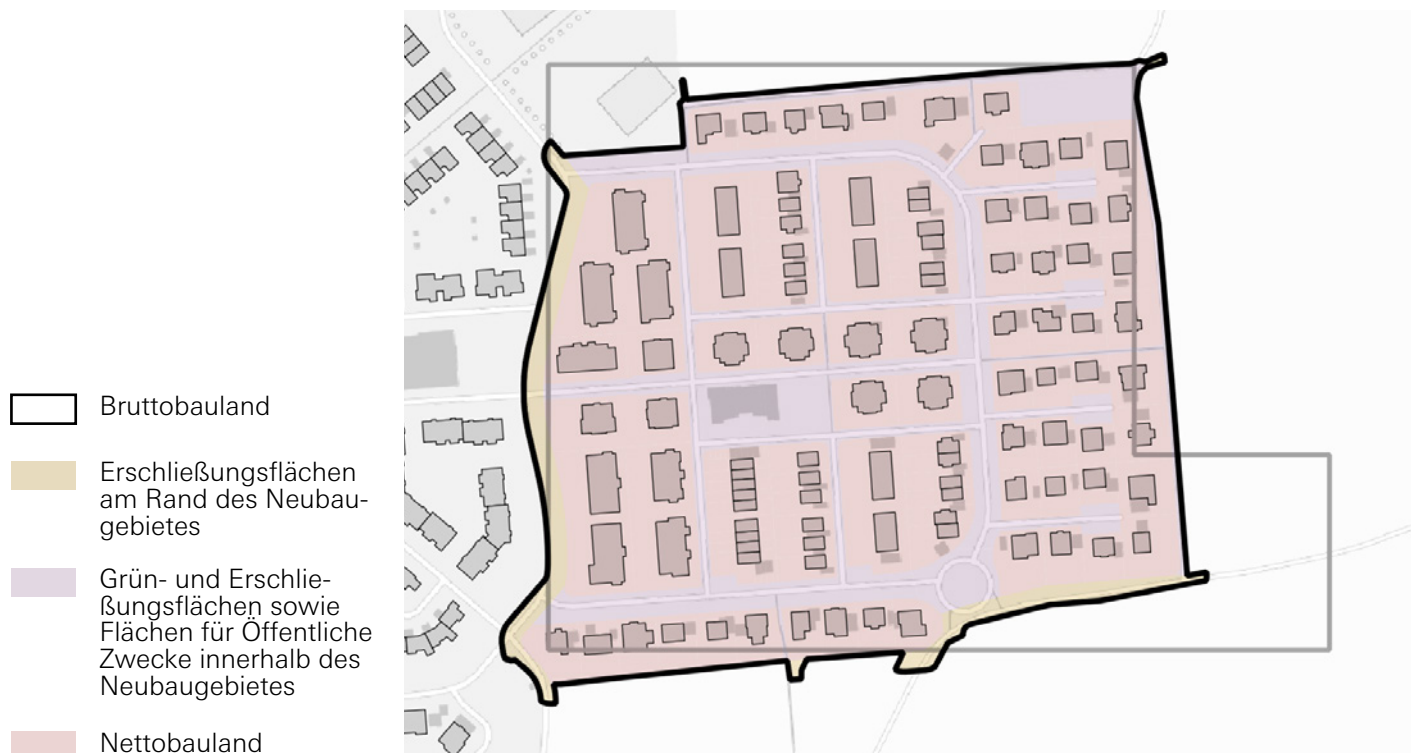 Bruttobauland
Erschließungsflächen
am Rand des Neubau-
gebietes
Grün- und Erschlie-
ßungsflächen sowie
Flächen für Öffentliche
Zwecke innerhalb des
Neubaugebietes
Nettobauland